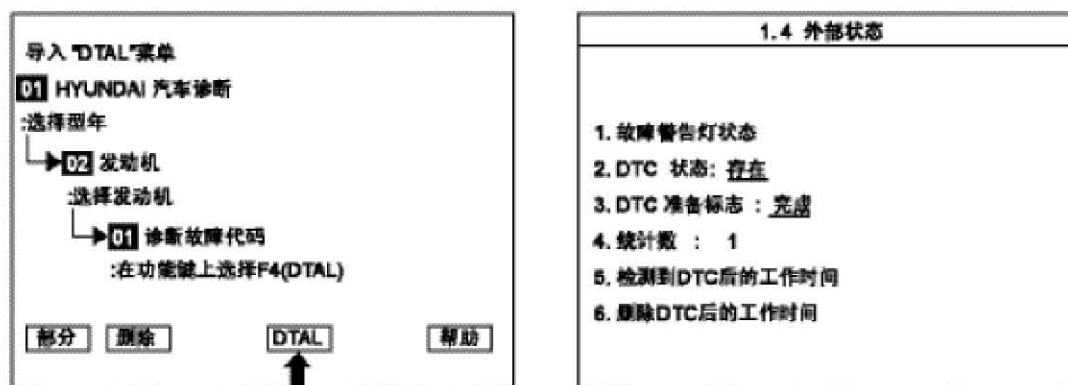 导入"DTAL"菜单
01 HYUNDAI 汽车诊断
:选择型年
02 发动机
:选择发动机
01 诊断故障代码
:在功能键上选择F4(DTAL)
部分 删除 DTAL 帮助
1.4 外部状态
1. 故障警告灯状态
2. DTC 状态: 存在
3. DTC 准备标志 : 完成
4. 统计数 : 1
5. 检测到DTC后的工作时间
6. 删除DTC后的工作时间